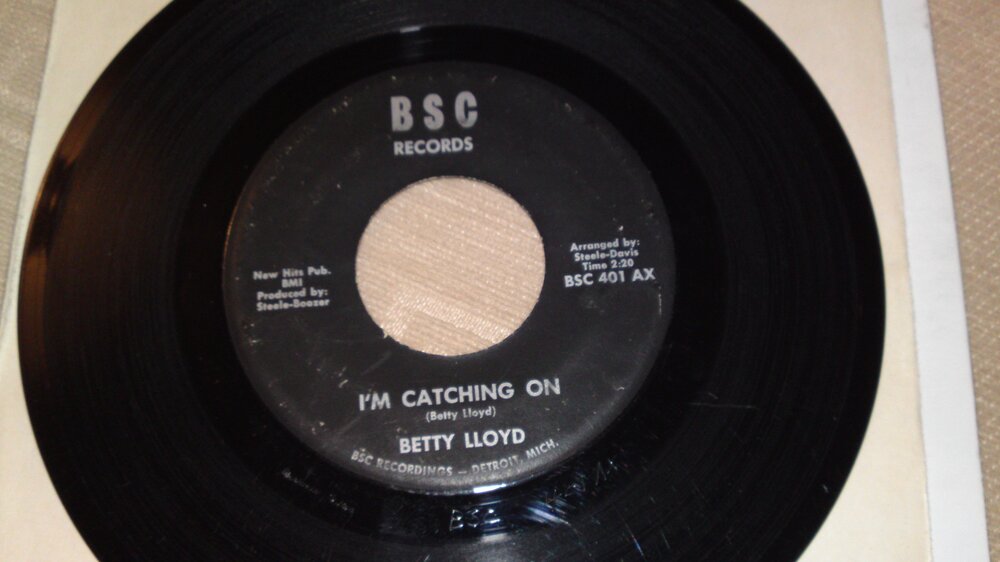 BSC
RECORDS
New Hits Pub.
BMI
Produced by:
Steele-Boozer
Arranged by:
Steele-Davis
Time 2:20
BSC 401 AX
I'M CATCHING ON
(Betty Lloyd)
BETTY LLOYD
BSC RECORDINGS — DETROIT, MICH.
BSC